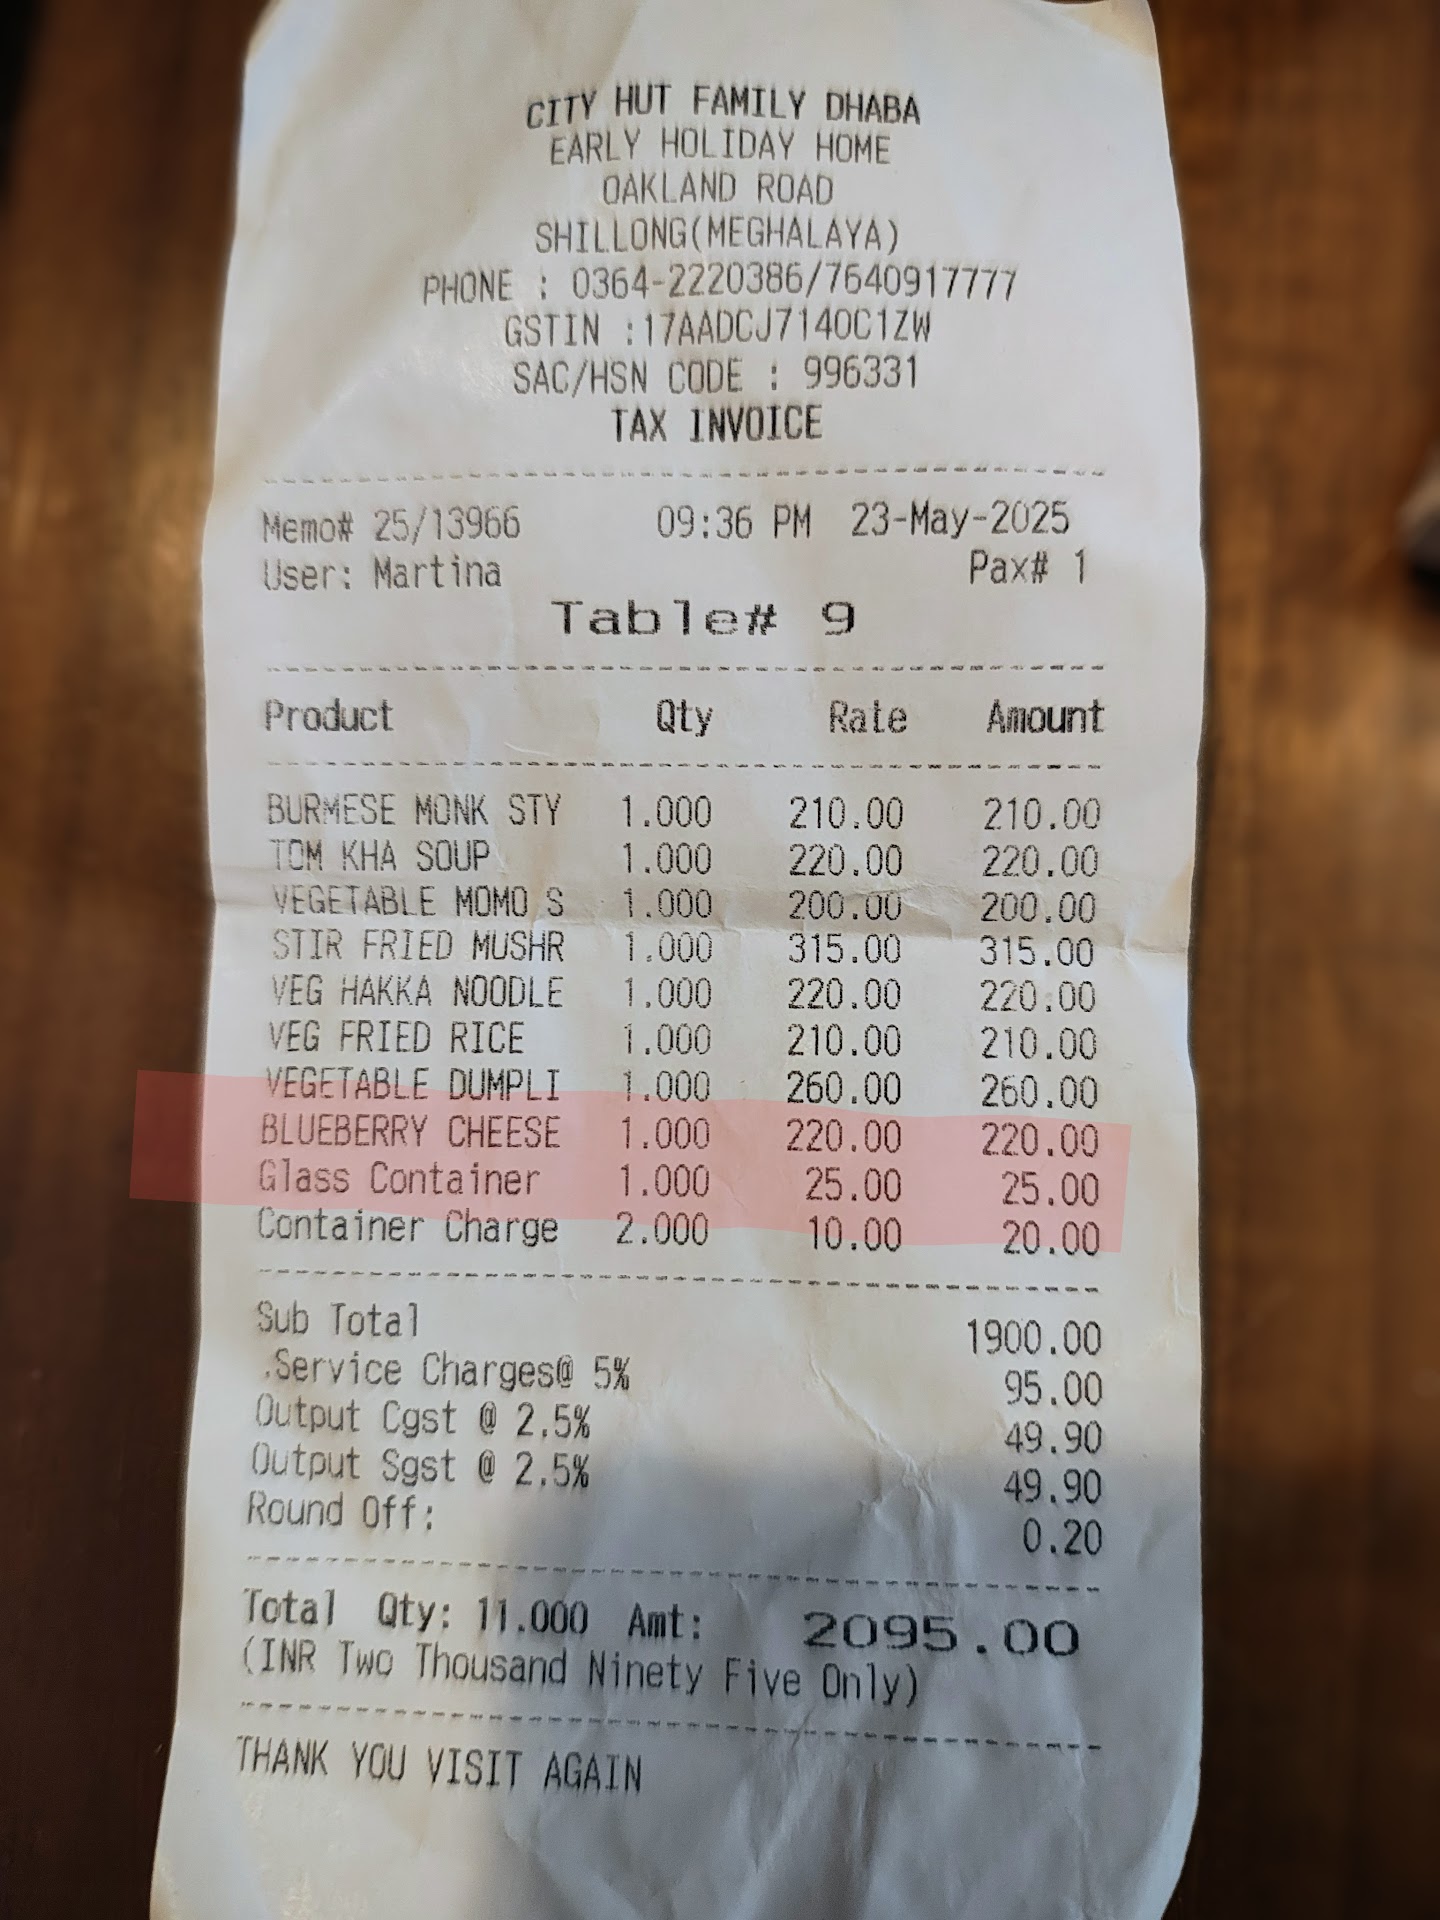 CITY HUT FAMILY DHABA
EARLY HOLIDAY HOME
OAKLAND ROAD
SHILLONG(MEGHALAYA)
PHONE : 0364-2220386/7640917777
GSTIN :17AADCJ7140C1ZW
SAC/HSN CODE : 996331
TAX INVOICE
Memo# 25/13966 09:36 PM 23-May-2025
User: Martina Pax# 1
Table# 9
Product Qty Rate Amount
BURMESE MONK STY 1.000 210.00 210.00
TOM KHA SOUP 1.000 220.00 220.00
VEGETABLE MOMO S 1.000 200.00 200.00
STIR FRIED MUSHR 1.000 315.00 315.00
VEG HAKKA NOODLE 1.000 220.00 220.00
VEG FRIED RICE 1.000 210.00 210.00
VEGETABLE DUMPLI 1.000 260.00 260.00
BLUEBERRY CHEESE 1.000 220.00 220.00
Glass Container 1.000 25.00 25.00
Container Charge 2.000 10.00 20.00
Sub Total 1900.00
.Service Charges@ 5% 95.00
Output Cgst @ 2.5% 49.90
Output Sgst @ 2.5% 49.90
Round Off: 0.20
Total Qty: 11.000 Amt: 2095.00
(INR Two Thousand Ninety Five Only)
THANK YOU VISIT AGAIN